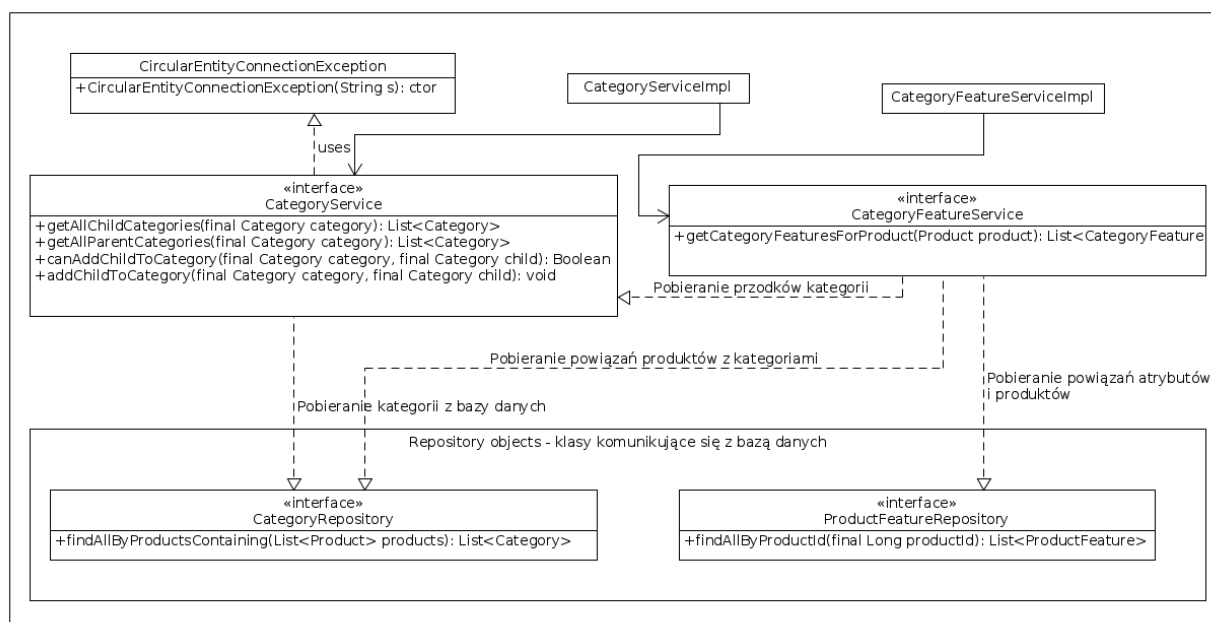 CircularEntityConnectionException
+CircularEntityConnectionException(String s): ctor
CategoryServiceImpl
CategoryFeatureServiceImpl
uses
«interface»
CategoryService
+getAllChildCategories(final Category category): List<Category>
+getAllParentCategories(final Category category): List<Category>
+canAddChildToCategory(final Category category, final Category child): Boolean
+addChildToCategory(final Category category, final Category child): void
«interface»
CategoryFeatureService
+getCategoryFeaturesForProduct(Product product): List<CategoryFeature
Pobieranie przodków kategorii
Pobieranie powiązań produktów z kategoriami
Pobieranie powiązań atrybutów
i produktów
Pobieranie kategorii z bazy danych
Repository objects - klasy komunikujące się z bazą danych
«interface»
CategoryRepository
+findAllByProductsContaining(List<Product> products): List<Category>
«interface»
ProductFeatureRepository
+findAllByProductId(final Long productId): List<ProductFeature>